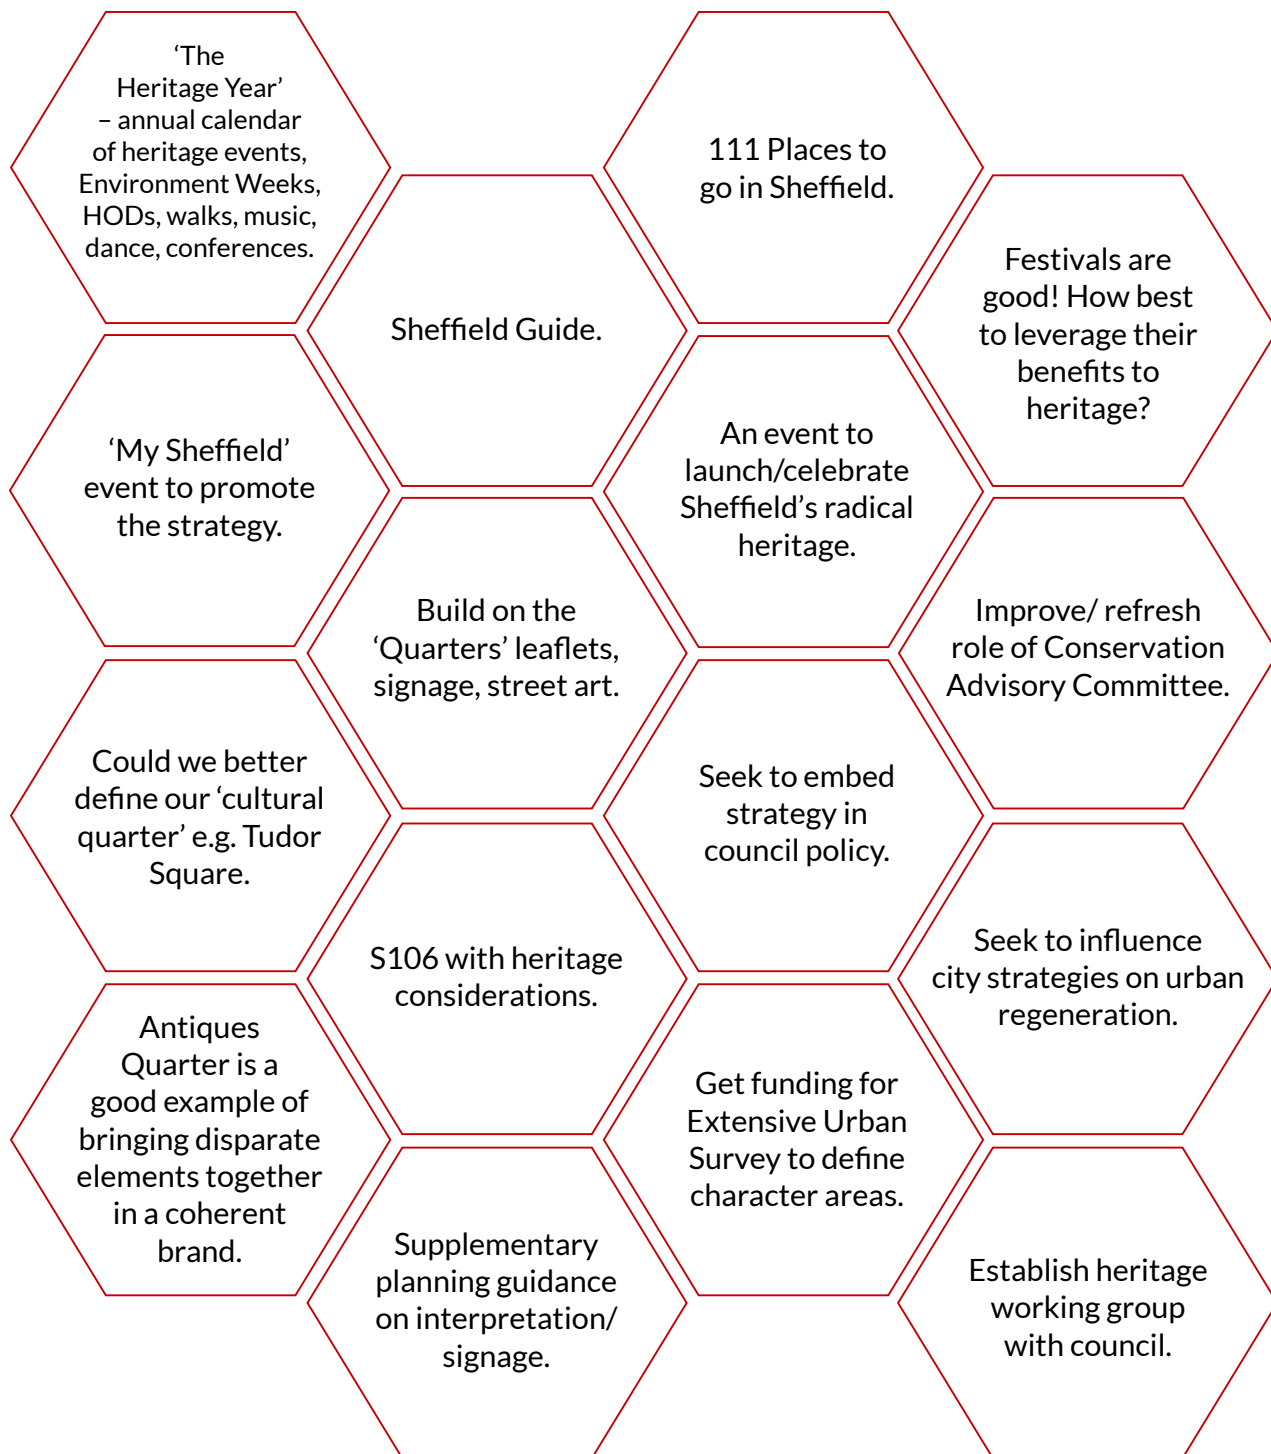 ‘The
Heritage Year’
– annual calendar
of heritage events,
Environment Weeks,
HODs, walks, music,
dance, conferences.
111 Places to
go in Sheffield.
Sheffield Guide.
Festivals are
good! How best
to leverage their
benefits to
heritage?
‘My Sheffield’
event to promote
the strategy.
An event to
launch/celebrate
Sheffield’s radical
heritage.
Build on the
‘Quarters’ leaflets,
signage, street art.
Improve/ refresh
role of Conservation
Advisory Committee.
Could we better
define our ‘cultural
quarter’ e.g. Tudor
Square.
Seek to embed
strategy in
council policy.
S106 with heritage
considerations.
Seek to influence
city strategies on urban
regeneration.
Antiques
Quarter is a
good example of
bringing disparate
elements together
in a coherent
brand.
Get funding for
Extensive Urban
Survey to define
character areas.
Supplementary
planning guidance
on interpretation/
signage.
Establish heritage
working group
with council.